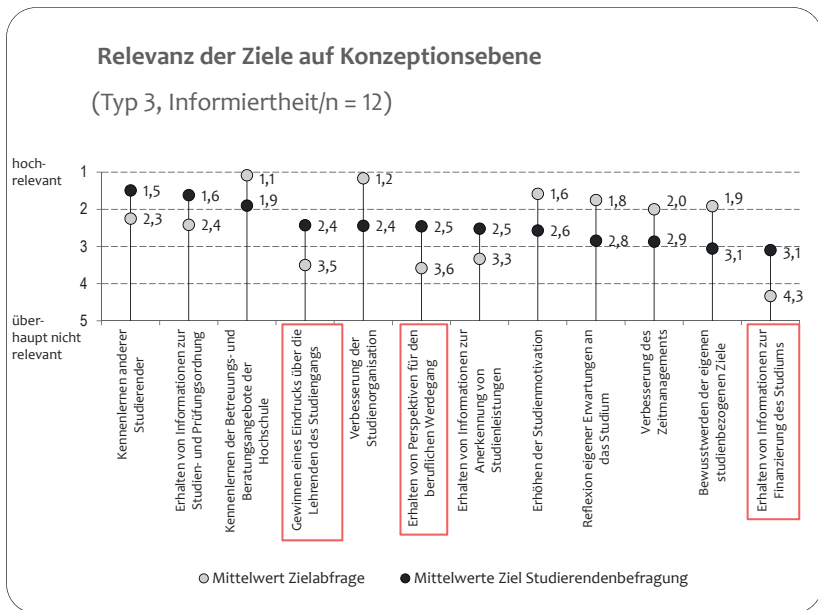 Relevanz der Ziele auf Konzeptionsebene
(Typ 3, Informiertheit/n = 12)
hoch-
relevant
1
2
3
4
5
über-
haupt nicht
relevant
1,5
2,3
1,6
2,4
1,1
1,9
2,4
3,5
1,2
2,4
2,5
3,6
2,5
3,3
1,6
2,6
1,8
2,8
2,0
2,9
1,9
3,1
3,1
4,3
Kennenlernen anderer
Studierender
Erhalten von Informationen zur
Studien- und Prüfungsordnung
Kennenlernen der Betreuungs- und
Beratungsangebote der
Hochschule
Gewinnen eines Eindrucks über die
Lehrenden des Studiengangs
Verbesserung der
Studienorganisation
Erhalten von Perspektiven für den
beruflichen Werdegang
Erhalten von Informationen zur
Anerkennung von
Studienleistungen
Erhöhen der Studienmotivation
Reflexion eigener Erwartungen an
das Studium
Verbesserung des
Zeitmanagements
Bewusstwerden der eigenen
studienbezogenen Ziele
Erhalten von Informationen zur
Finanzierung des Studiums
Mittelwert Zielabfrage
Mittelwerte Ziel Studierendenbefragung